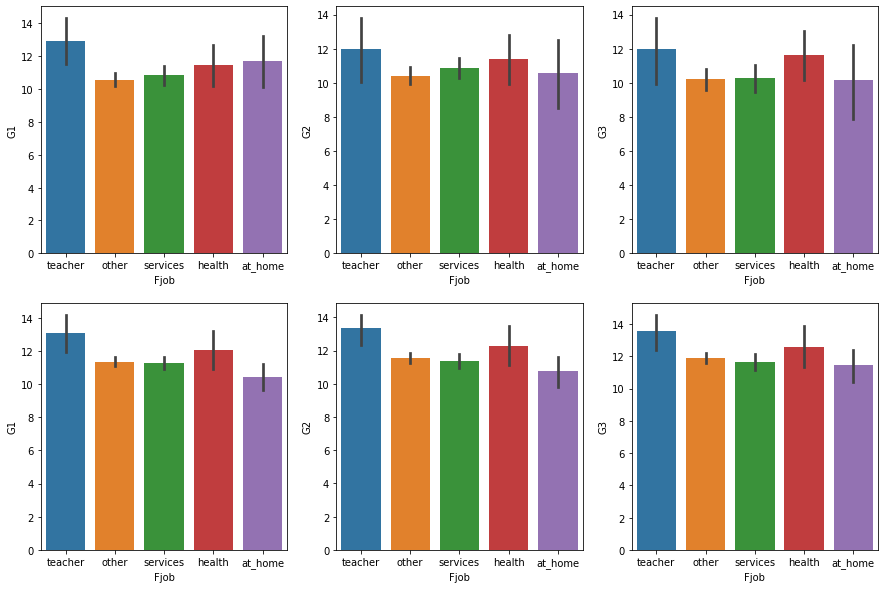 14 14 14
12 12 12
10 10 10
G1 8 G2 8 G3 8
6 6 6
4 4 4
2 2 2
0 0 0
teacher other services health at_home teacher other services health at_home teacher other services health at_home
Fjob Fjob Fjob
14 14 14
12 12 12
10 10 10
G1 8 G2 8 G3 8
6 6 6
4 4 4
2 2 2
0 0 0
teacher other services health at_home teacher other services health at_home teacher other services health at_home
Fjob Fjob Fjob